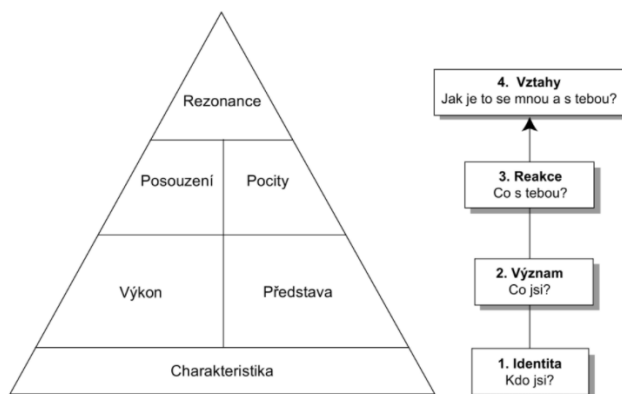 Rezonance
Posouzení
Pocity
Výkon
Představa
Charakteristika
4. Vztahy
Jak je to se mnou a s tebou?
3. Reakce
Co s tebou?
2. Význam
Co jsi?
1. Identita
Kdo jsi?